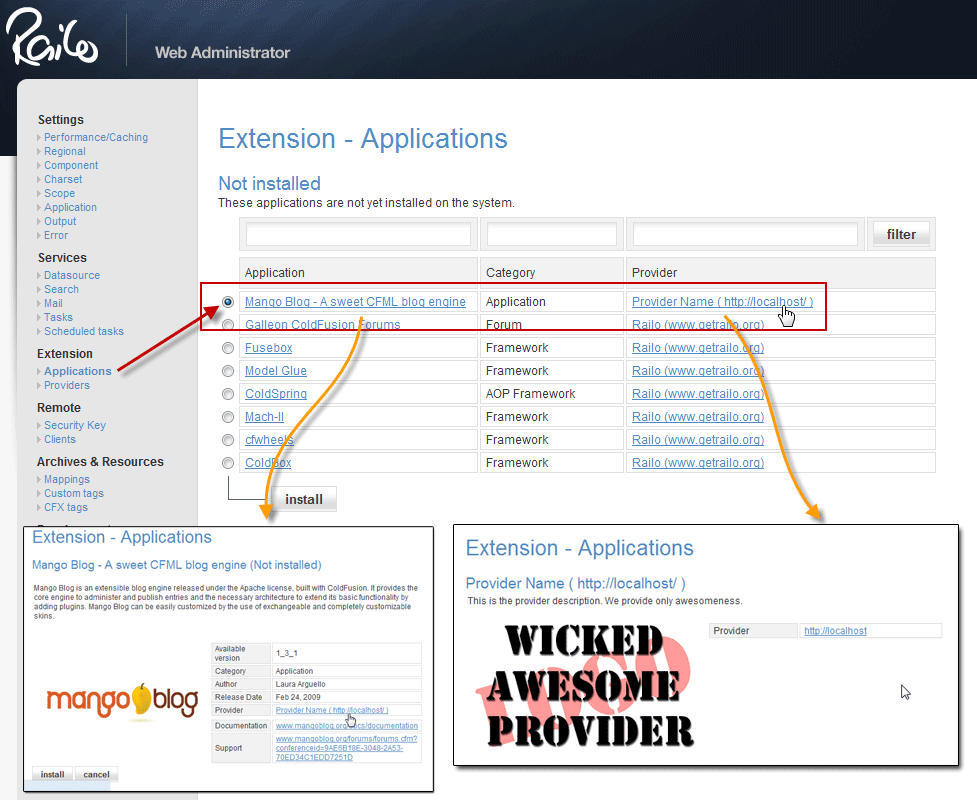 Railo
Web Administrator
Settings
Performance/Caching
Regional
Component
Charset
Scope
Application
Output
Error
Services
Datasource
Search
Mail
Tasks
Scheduled tasks
Extension
Applications
Providers
Remote
Security Key
Clients
Archives & Resources
Mappings
Custom tags
CFX tags
Extension - Applications
Not installed
These applications are not yet installed on the system.
filter
Application Category Provider
Mango Blog - A sweet CFML blog engine Application Provider Name ( http://localhost/ )
Galleon ColdFusion Forums Forum Railo (www.getrailo.org)
Fusebox Framework Railo (www.getrailo.org)
Model Glue Framework Railo (www.getrailo.org)
ColdSpring AOP Framework Railo (www.getrailo.org)
Mach-II Framework Railo (www.getrailo.org)
cfwheels Framework Railo (www.getrailo.org)
ColdBox Framework Railo (www.getrailo.org)
install
Extension - Applications
Mango Blog - A sweet CFML blog engine (Not installed)
Mango Blog is an extensible blog engine released under the Apache license, built with ColdFusion. It provides the
core engine to administer and publish entries and the necessary architecture to extend its basic functionality by
adding plugins. Mango Blog can be easily customized by the use of exchangeable and completely customizable
skins.
mango blog
Available
version 1_3_1
Category Application
Author Laura Arguello
Release Date Feb 24, 2009
Provider Provider Name ( http://localhost/ )
Documentation www.mangoblog.org/docs/documentation
Support www.mangoblog.org/forums/forums.cfm?
conferenceid=9AE6B18E-3048-2A53-
70ED34C1EDD7251D
install cancel
Extension - Applications
Provider Name ( http://localhost/ )
This is the provider description. We provide only awesomeness.
Provider http://localhost
LOGO
WICKED
AWESOME
PROVIDER